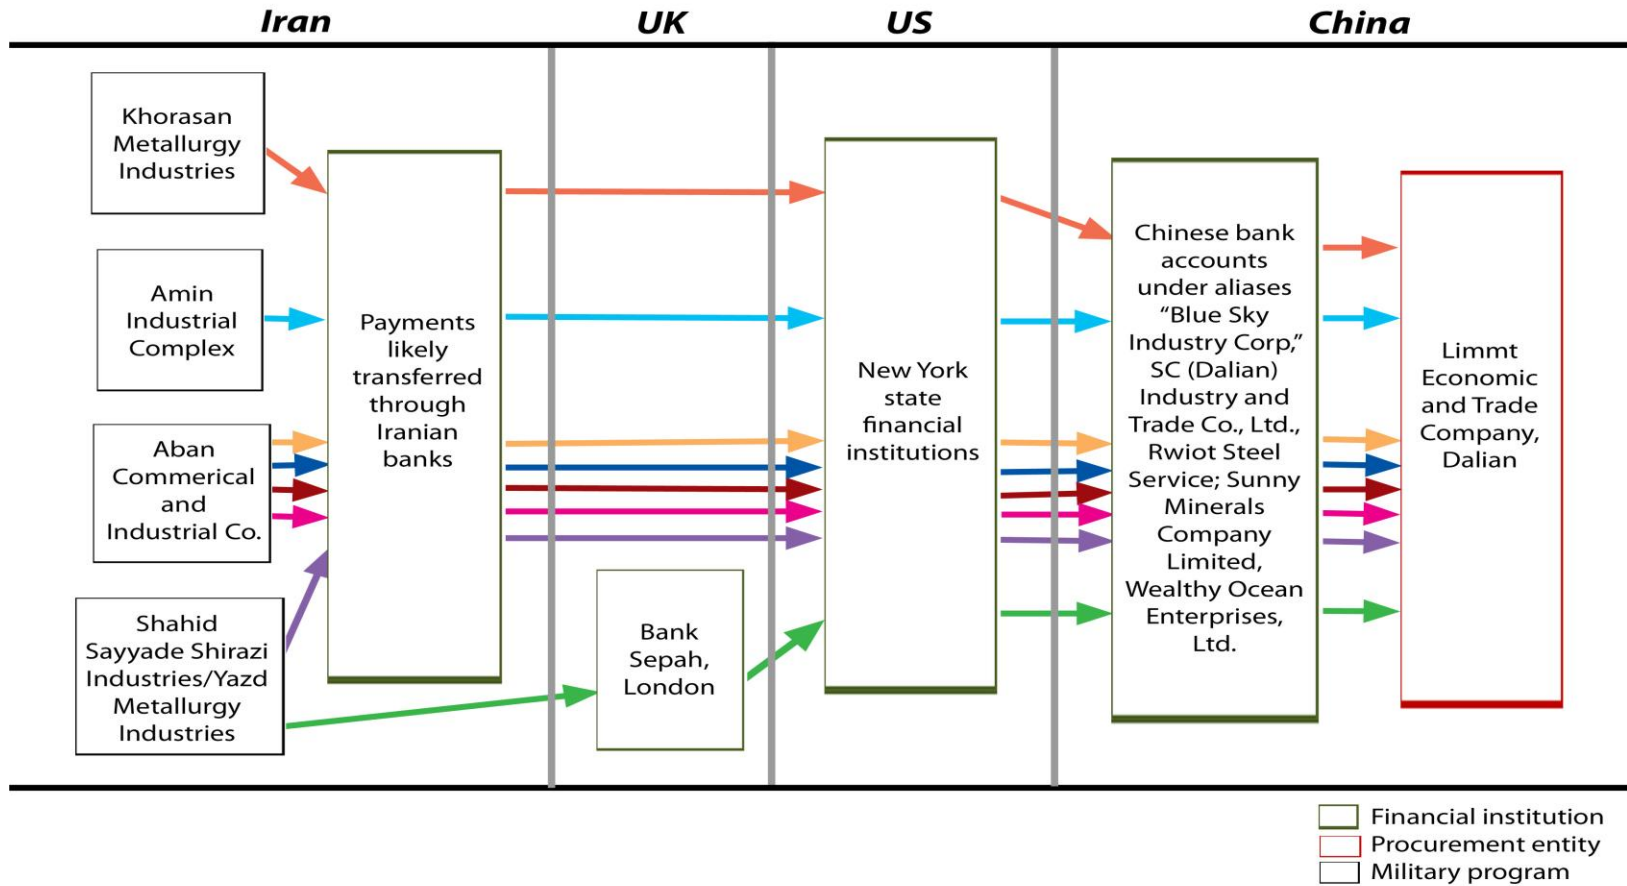 Iran
UK
US
China
Khorasan
Metallurgy
Industries
Amin
Industrial
Complex
Aban
Commerical
and
Industrial Co.
Shahid
Sayyade Shirazi
Industries/Yazd
Metallurgy
Industries
Payments
likely
transferred
through
Iranian
banks
Bank
Sepah,
London
New York
state
financial
institutions
Chinese bank
accounts
under aliases
“Blue Sky
Industry Corp,”
SC (Dalian)
Industry and
Trade Co., Ltd.,
Rwiot Steel
Service; Sunny
Minerals
Company
Limited,
Wealthy Ocean
Enterprises,
Ltd.
Limmt
Economic
and Trade
Company,
Dalian
Financial institution
Procurement entity
Military program